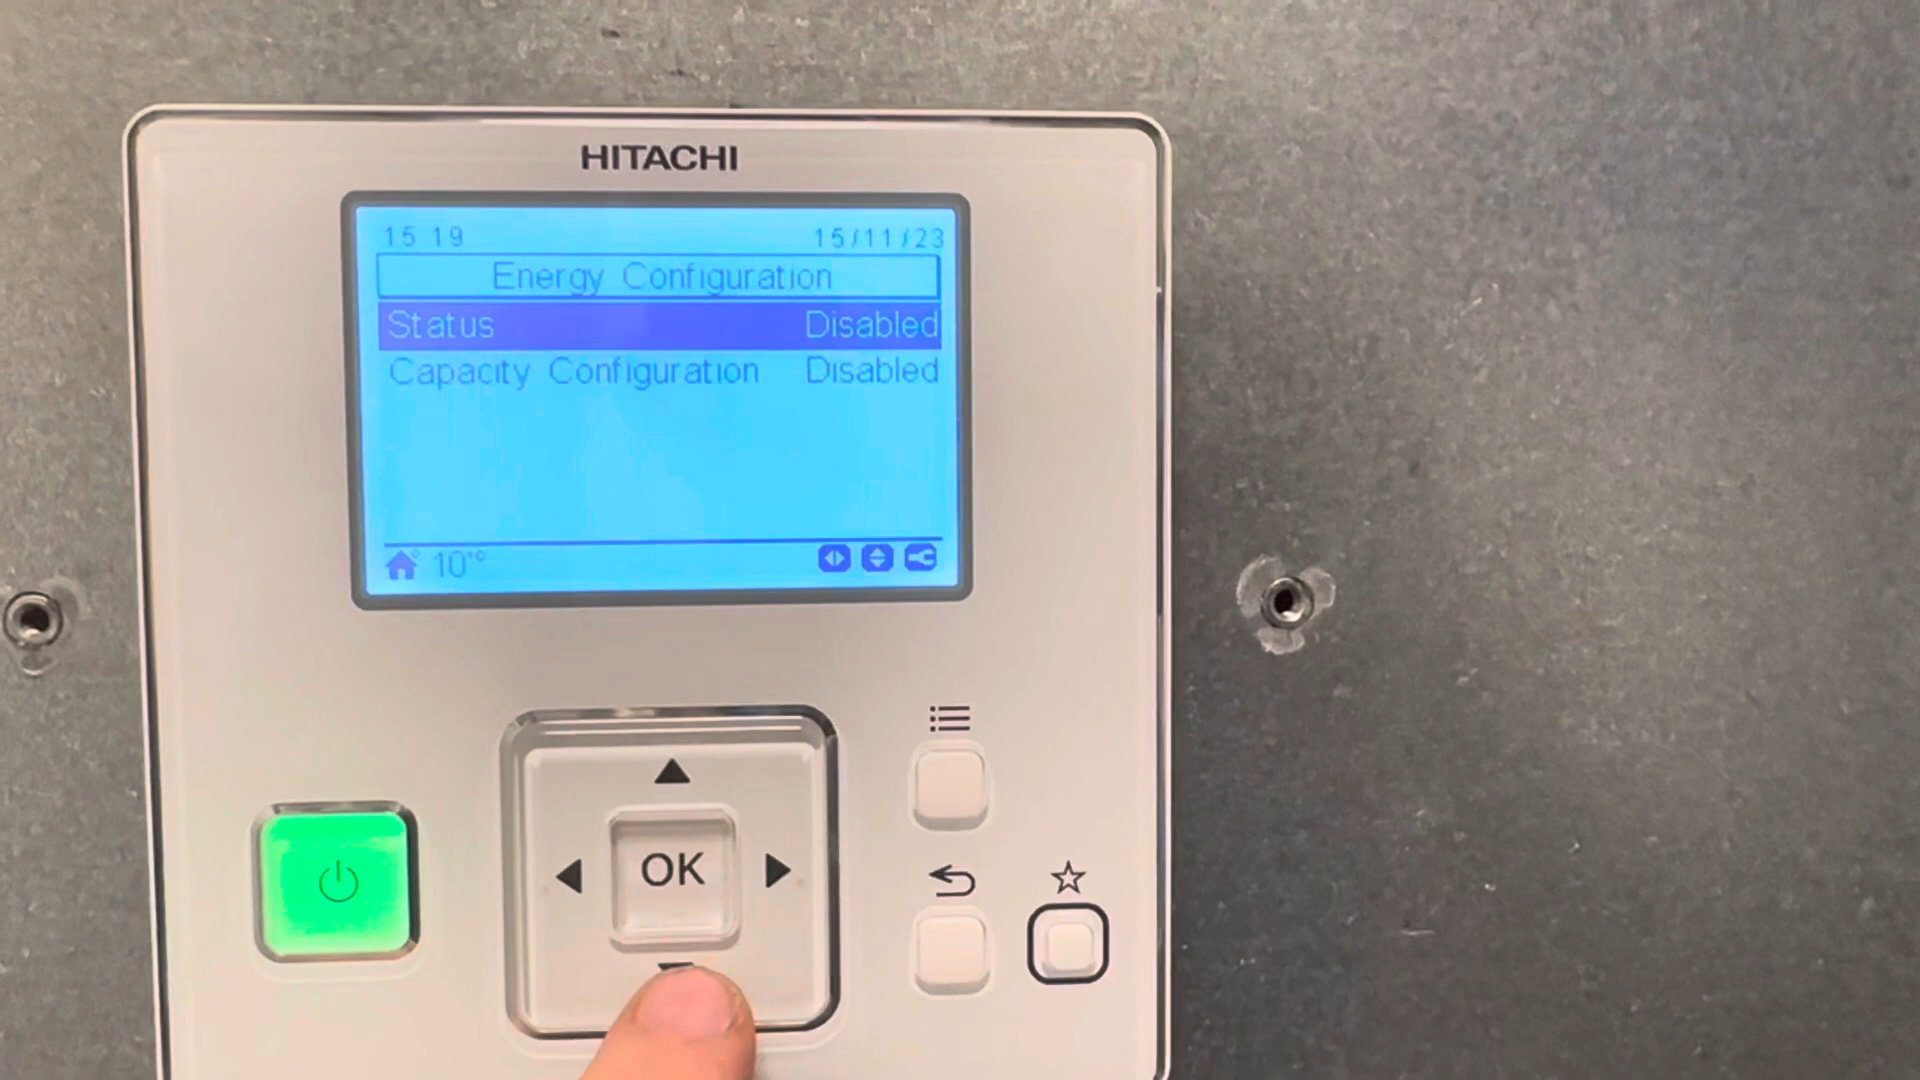 HITACHI
15 19 15/11/23
Energy Configuration
Status Disabled
Capacity Configuration Disabled
10°
OK